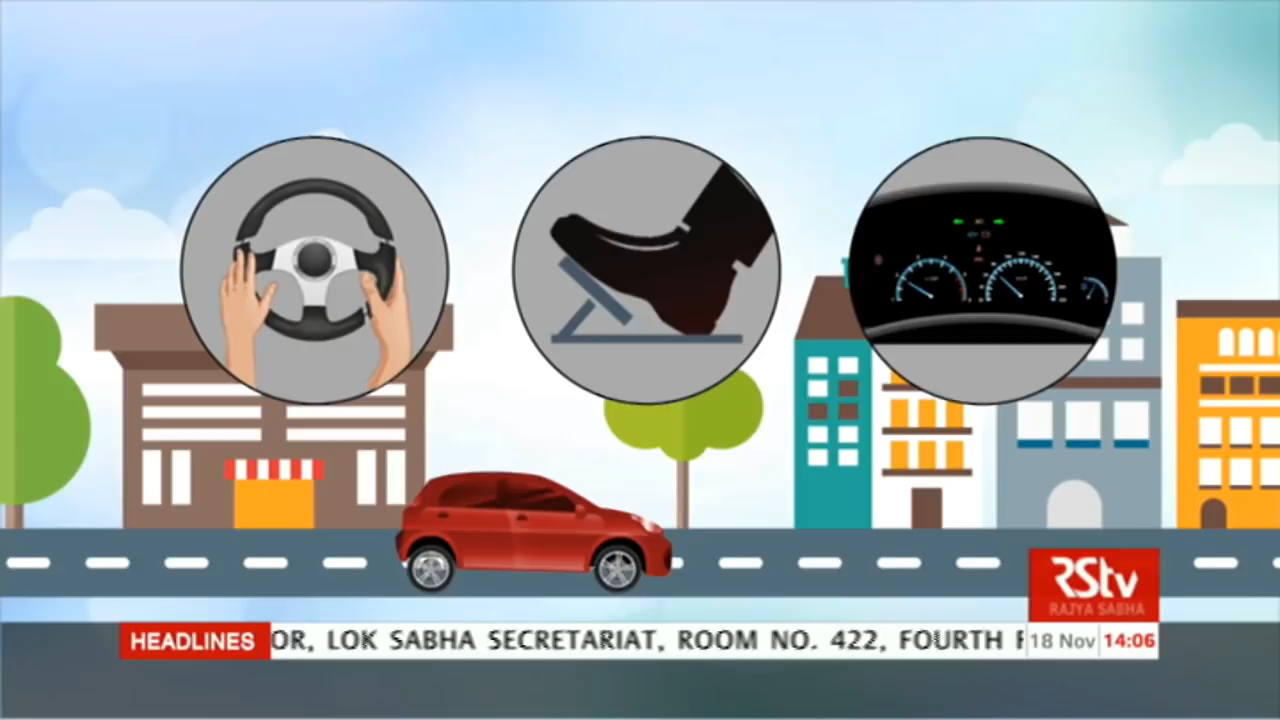 RStv
RAJYA SABHA
HEADLINES OR, LOK SABHA SECRETARIAT, ROOM NO. 422, FOURTH 18 Nov 14:06